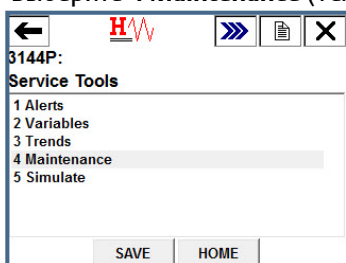 H
3144P:
Service Tools
1 Alerts
2 Variables
3 Trends
4 Maintenance
5 Simulate
SAVE HOME